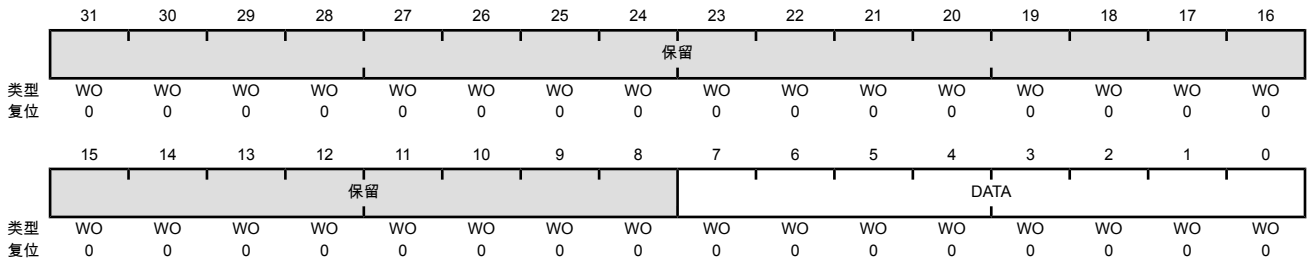 31 30 29 28 27 26 25 24 23 22 21 20 19 18 17 16
保留
类型 WO WO WO WO WO WO WO WO WO WO WO WO WO WO WO WO
复位 0 0 0 0 0 0 0 0 0 0 0 0 0 0 0 0
15 14 13 12 11 10 9 8 7 6 5 4 3 2 1 0
保留 DATA
类型 WO WO WO WO WO WO WO WO WO WO WO WO WO WO WO WO
复位 0 0 0 0 0 0 0 0 0 0 0 0 0 0 0 0